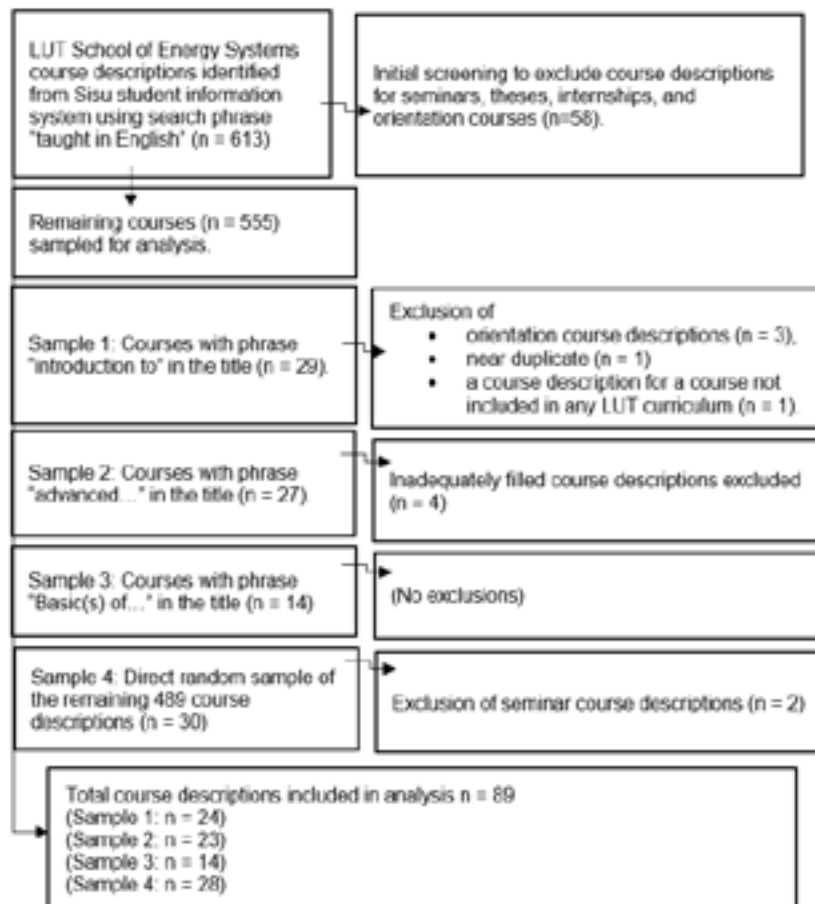 LUT School of Energy Systems
course descriptions identified
from Sisu student information
system using search phrase
"taught in English" (n = 613)
Initial screening to exclude course descriptions
for seminars, theses, internships, and
orientation courses (n=58).
Remaining courses (n = 555)
sampled for analysis.
Sample 1: Courses with phrase
"introduction to" in the title (n = 29).
Exclusion of
• orientation course descriptions (n = 3),
• near duplicate (n = 1)
• a course description for a course not
included in any LUT curriculum (n = 1).
Sample 2: Courses with phrase
"advanced..." in the title (n = 27)
Inadequately filled course descriptions excluded
(n = 4)
Sample 3: Courses with phrase
"Basic(s) of..." in the title (n = 14)
(No exclusions)
Sample 4: Direct random sample of
the remaining 489 course
descriptions (n = 30)
Exclusion of seminar course descriptions (n = 2)
Total course descriptions included in analysis n = 89
(Sample 1: n = 24)
(Sample 2: n = 23)
(Sample 3: n = 14)
(Sample 4: n = 28)